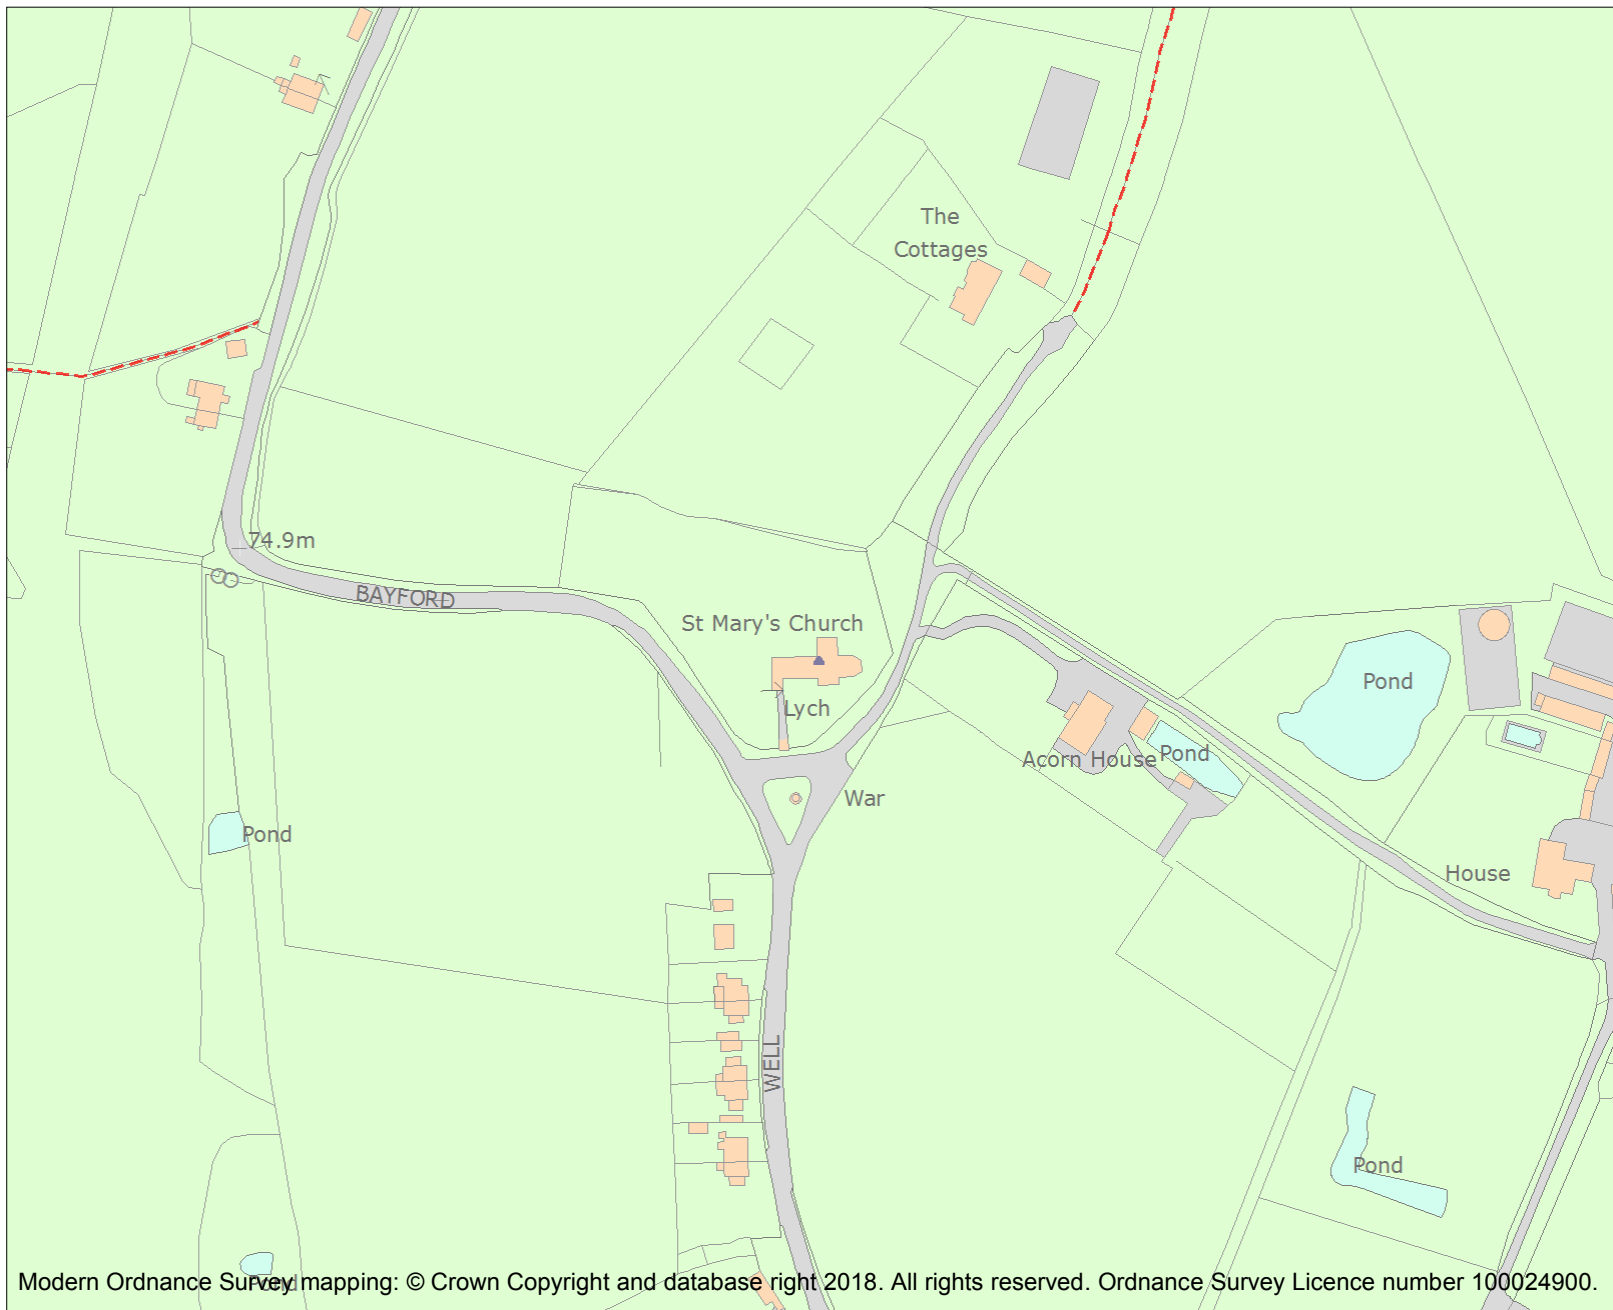 The
Cottages
74.9m
BAYFORD
St Mary's Church
Lych
Pond
Acorn House
Pond
War
Pond
House
WELL
Pond
Pond
Modern Ordnance Survey mapping: © Crown Copyright and database right 2018. All rights reserved. Ordnance Survey Licence number 100024900.